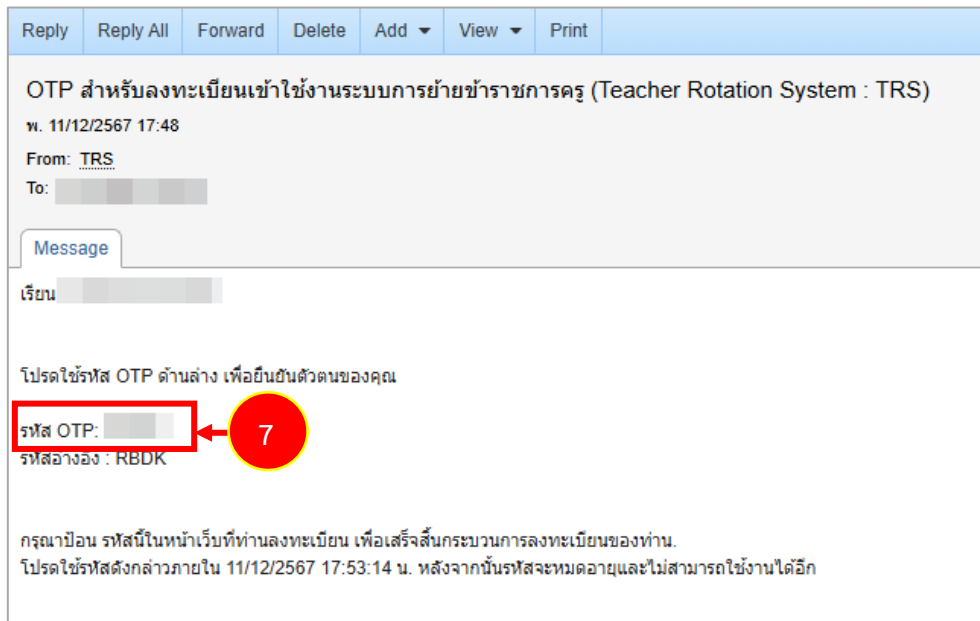 Reply Reply All Forward Delete Add View Print
OTP สำหรับลงทะเบียนเข้าใช้งานระบบการย้ายข้าราชการครู (Teacher Rotation System : TRS)
พ. 11/12/2567 17:48
From: TRS
To:
Message
เรียน
โปรดใช้รหัส OTP ด้านล่าง เพื่อยืนยันตัวตนของคุณ
รหัส OTP:
7
รหัสอ้างอิง : RBDK
กรุณาป้อน รหัสนี้ในหน้าเว็บที่ท่านลงทะเบียน เพื่อเสร็จสิ้นกระบวนการลงทะเบียนของท่าน.
โปรดใช้รหัสดังกล่าวภายใน 11/12/2567 17:53:14 น. หลังจากนั้นรหัสจะหมดอายุและไม่สามารถใช้งานได้อีก